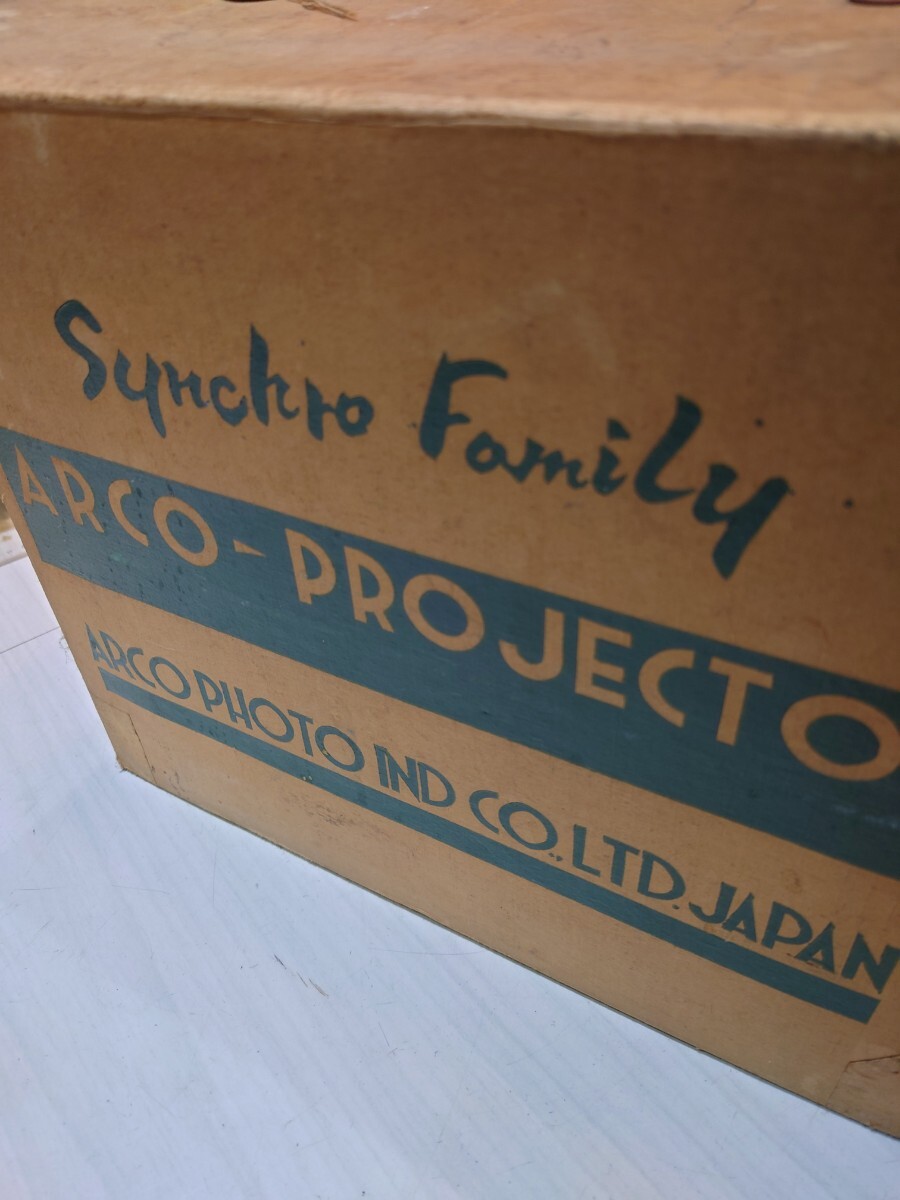 Synchro Family
ARCO-PROJECTO
ARCO PHOTO IND CO., LTD. JAPAN